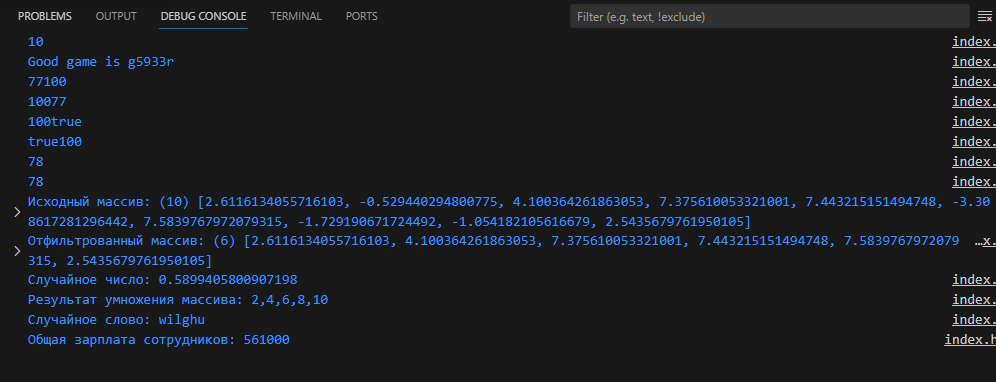 PROBLEMS OUTPUT DEBUG CONSOLE TERMINAL PORTS Filter (e.g. text, !exclude)
10 index.
Good game is g5933r index.
77100 index.
10077 index.
100true index.
true100 index.
78 index.
78 index.
Исходный массив: (10) [2.6116134055716103, -0.529440294800775, 4.100364261863053, 7.375610053321001, 7.443215151494748, -3.30
8617281296442, 7.5839767972079315, -1.729190671724492, -1.054182105616679, 2.5435679761950105]
Отфильтрованный массив: (6) [2.6116134055716103, 4.100364261863053, 7.375610053321001, 7.443215151494748, 7.5839767972079 …x.
315, 2.5435679761950105]
Случайное число: 0.5899405800907198 index.
Результат умножения массива: 2,4,6,8,10 index.
Случайное слово: wilghu index.
Общая зарплата сотрудников: 561000 index.h